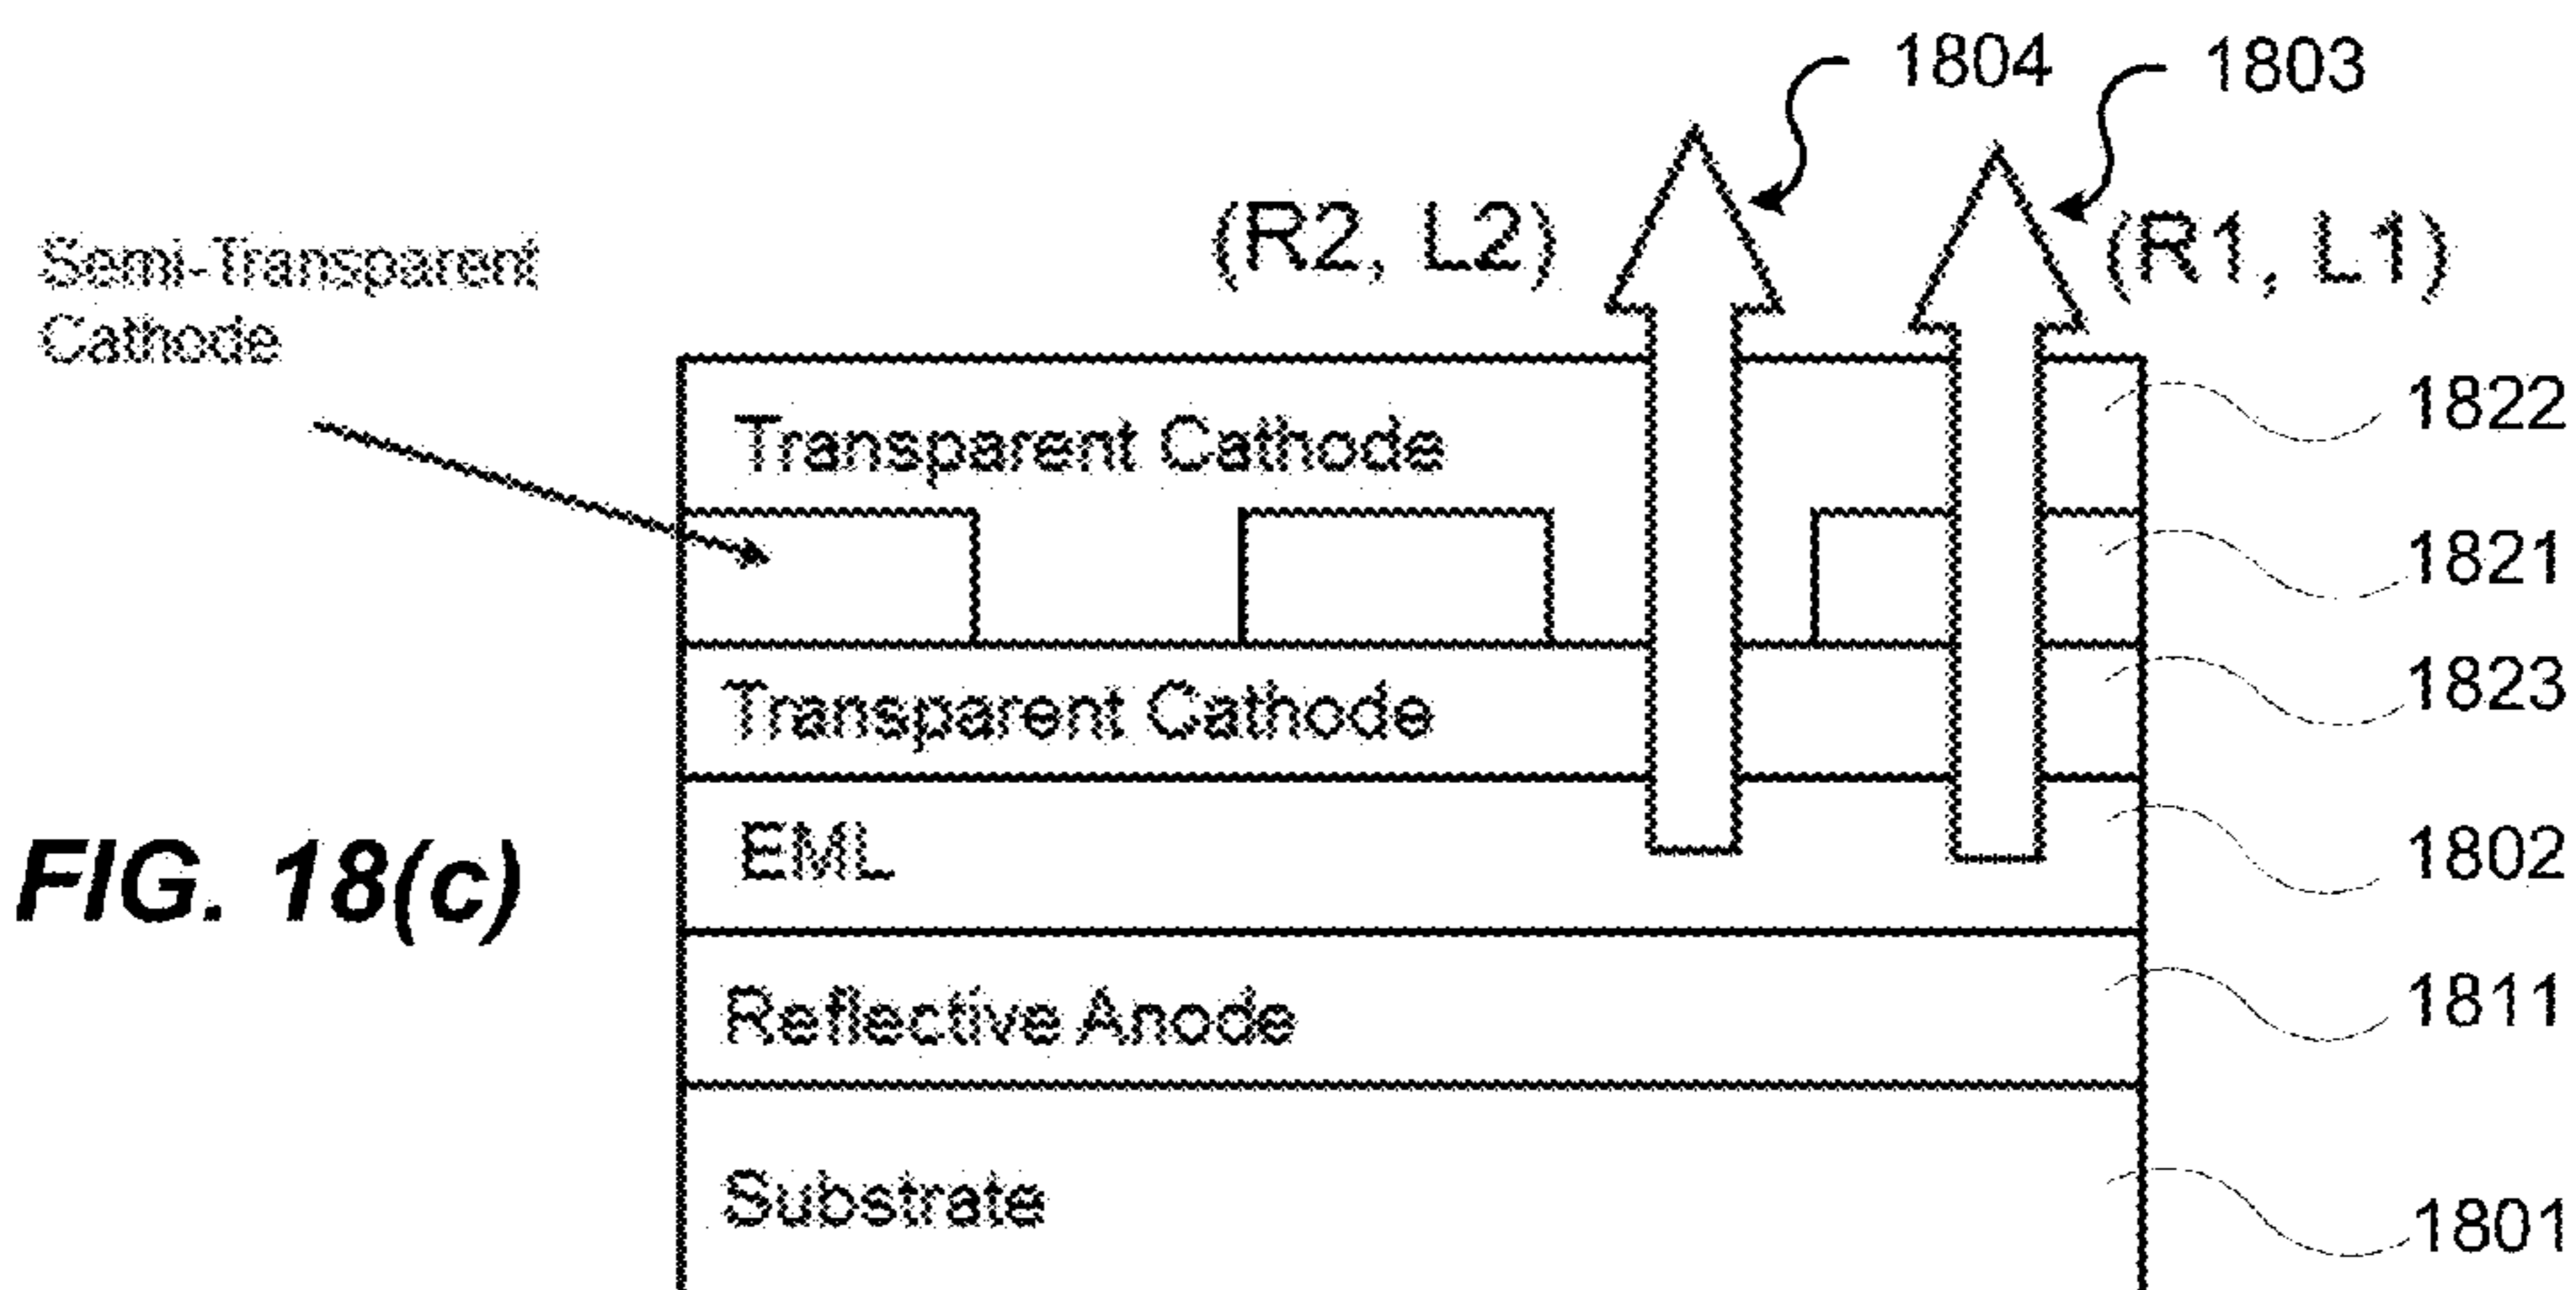 1804
1803
(R2, L2)
(R1, L1)
Semi-Transparent
Cathode
1822
Transparent Cathode
1821
1823
Transparent Cathode
1802
EML
FIG. 18(c)
1811
Reflective Anode
Substrate
1801